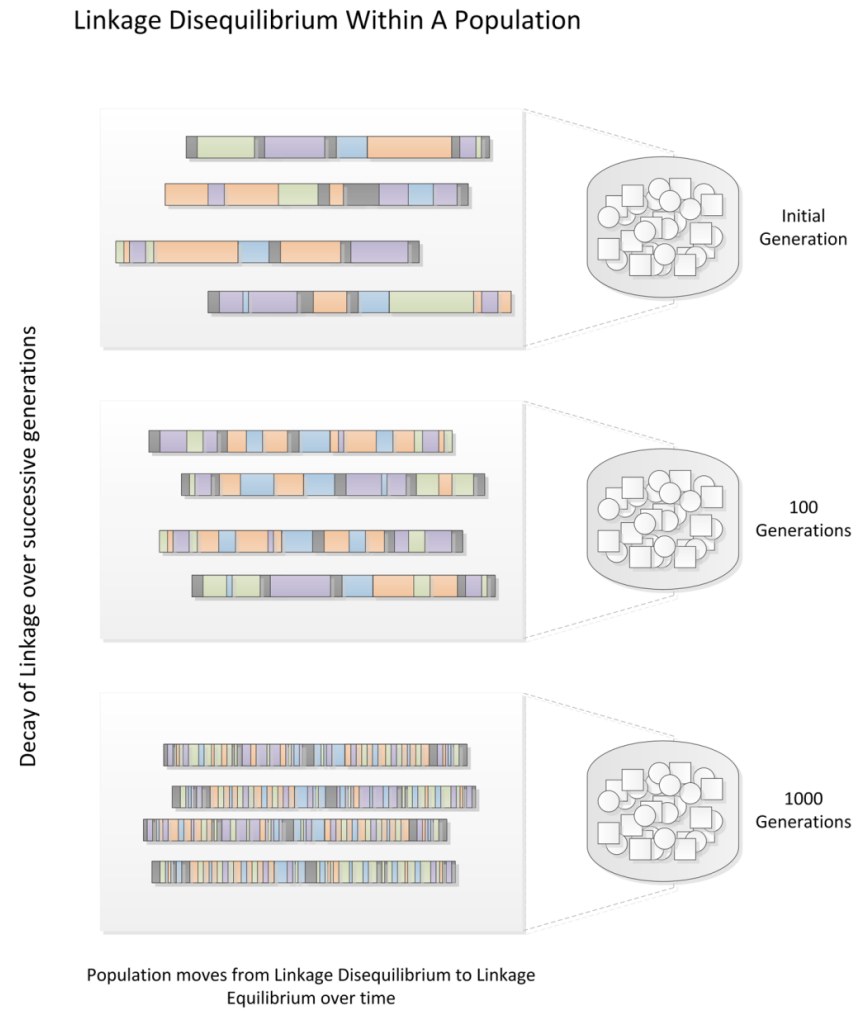 Linkage Disequilibrium Within A Population
Initial
Generation
Decay of Linkage over successive generations
100
Generations
1000
Generations
Population moves from Linkage Disequilibrium to Linkage
Equilibrium over time